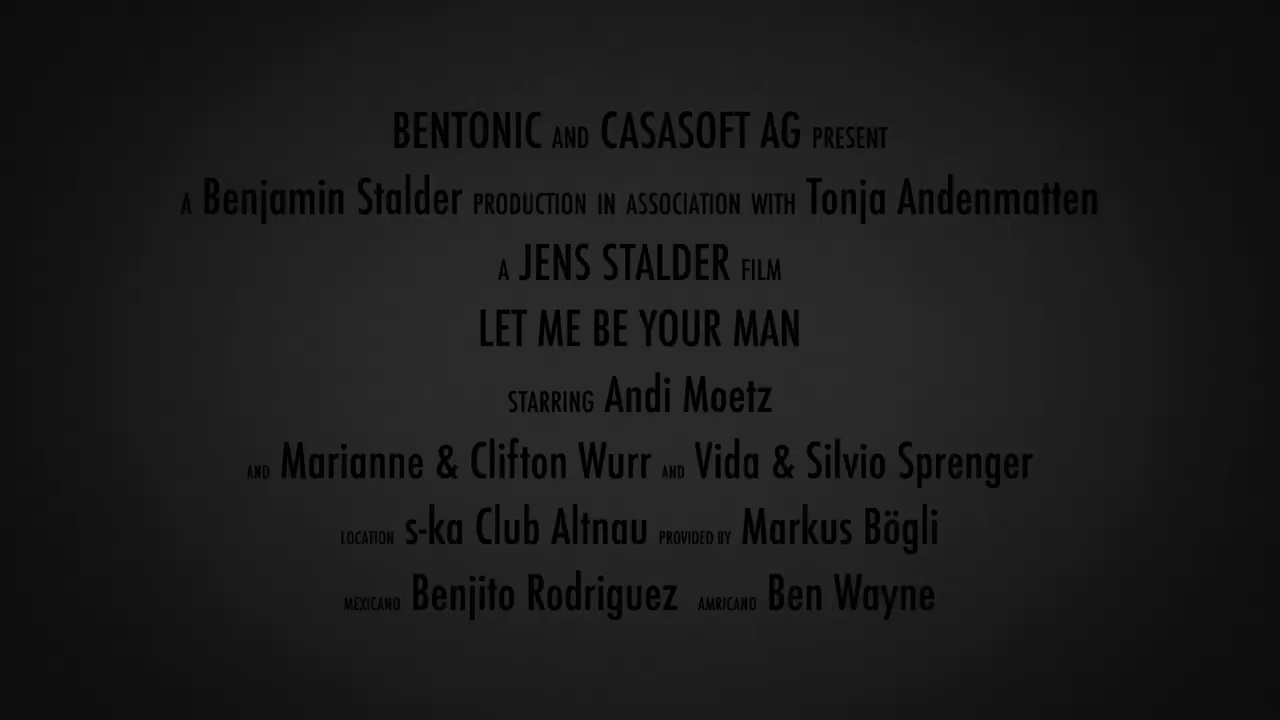 BENTONIC AND CASASOFT AG PRESENT
A Benjamin Stalder PRODUCTION IN ASSOCIATION WITH Tonja Andenmatten
A JENS STALDER FILM
LET ME BE YOUR MAN
STARRING Andi Moetz
AND Marianne & Clifton Wurr AND Vida & Silvio Sprenger
LOCATION s-ka Club Altnau PROVIDED BY Markus Bögli
MEXICANO Benjito Rodriguez AMRICANO Ben Wayne